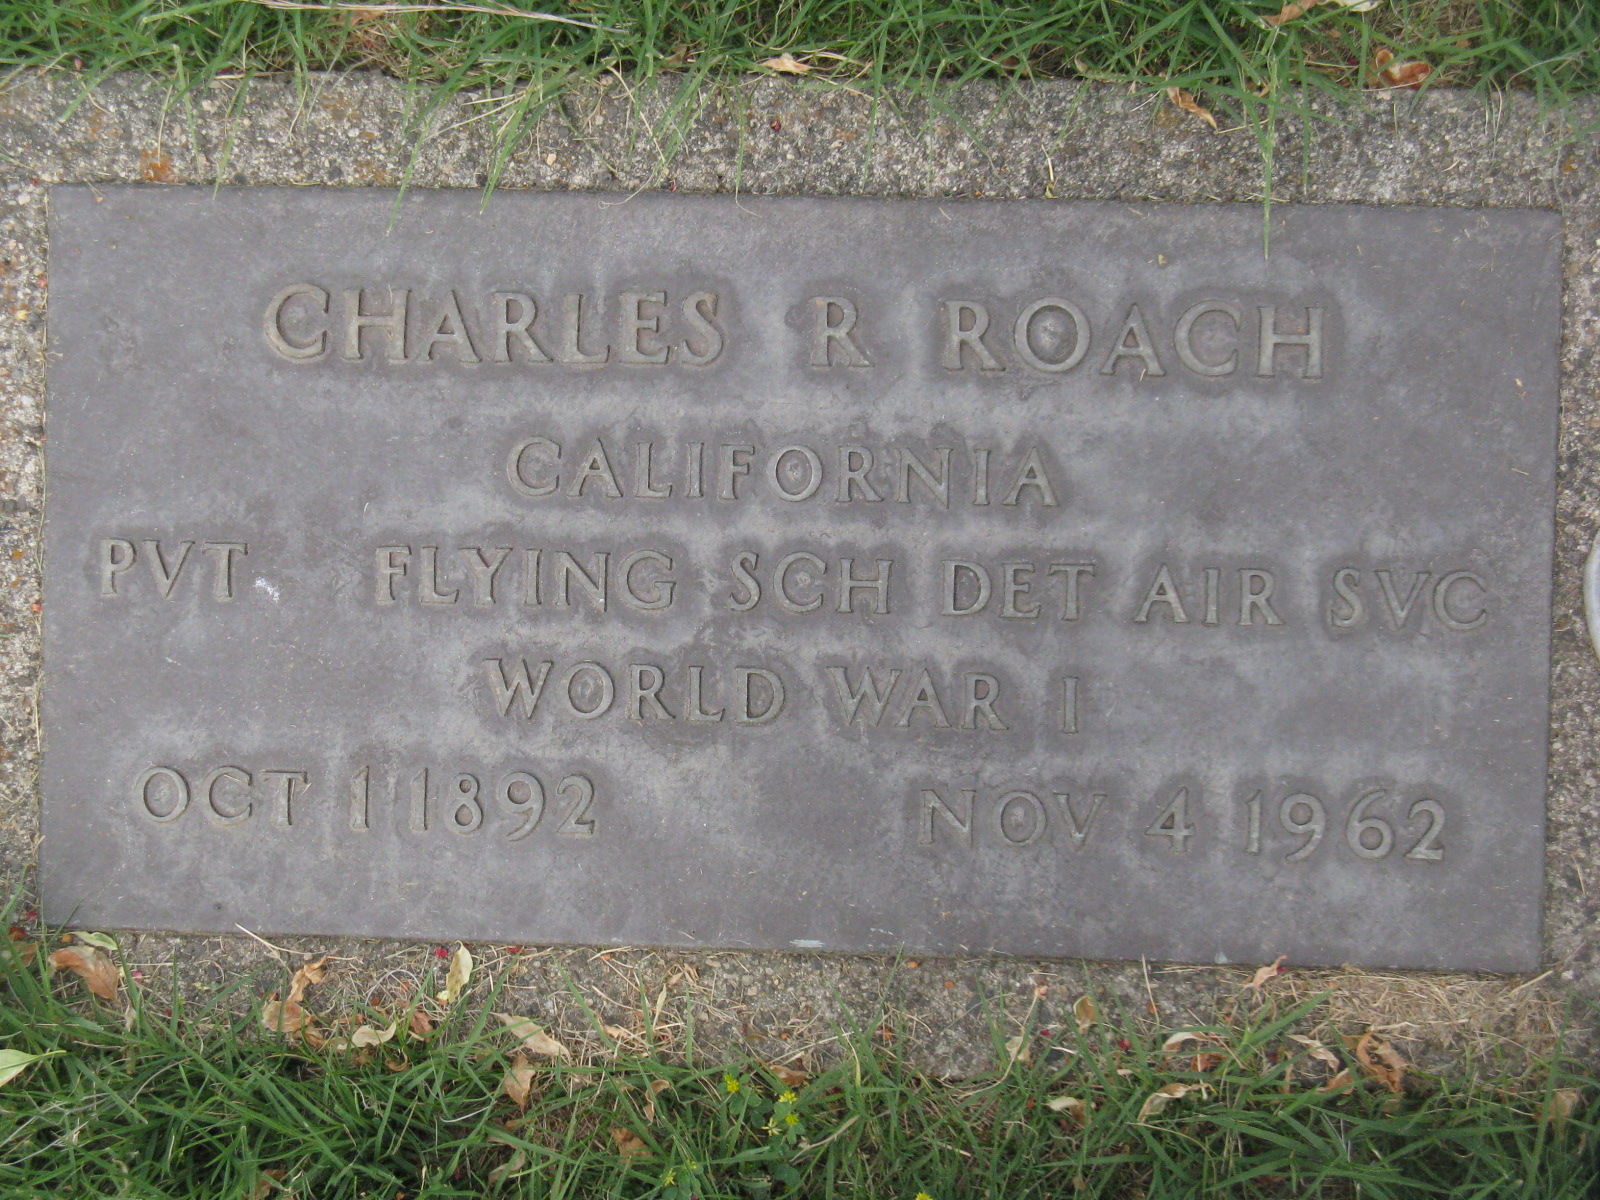 CHARLES R ROACH
CALIFORNIA
PVT FLYING SCH DET AIR SVC
WORLD WAR I
OCT 1 1892 NOV 4 1962